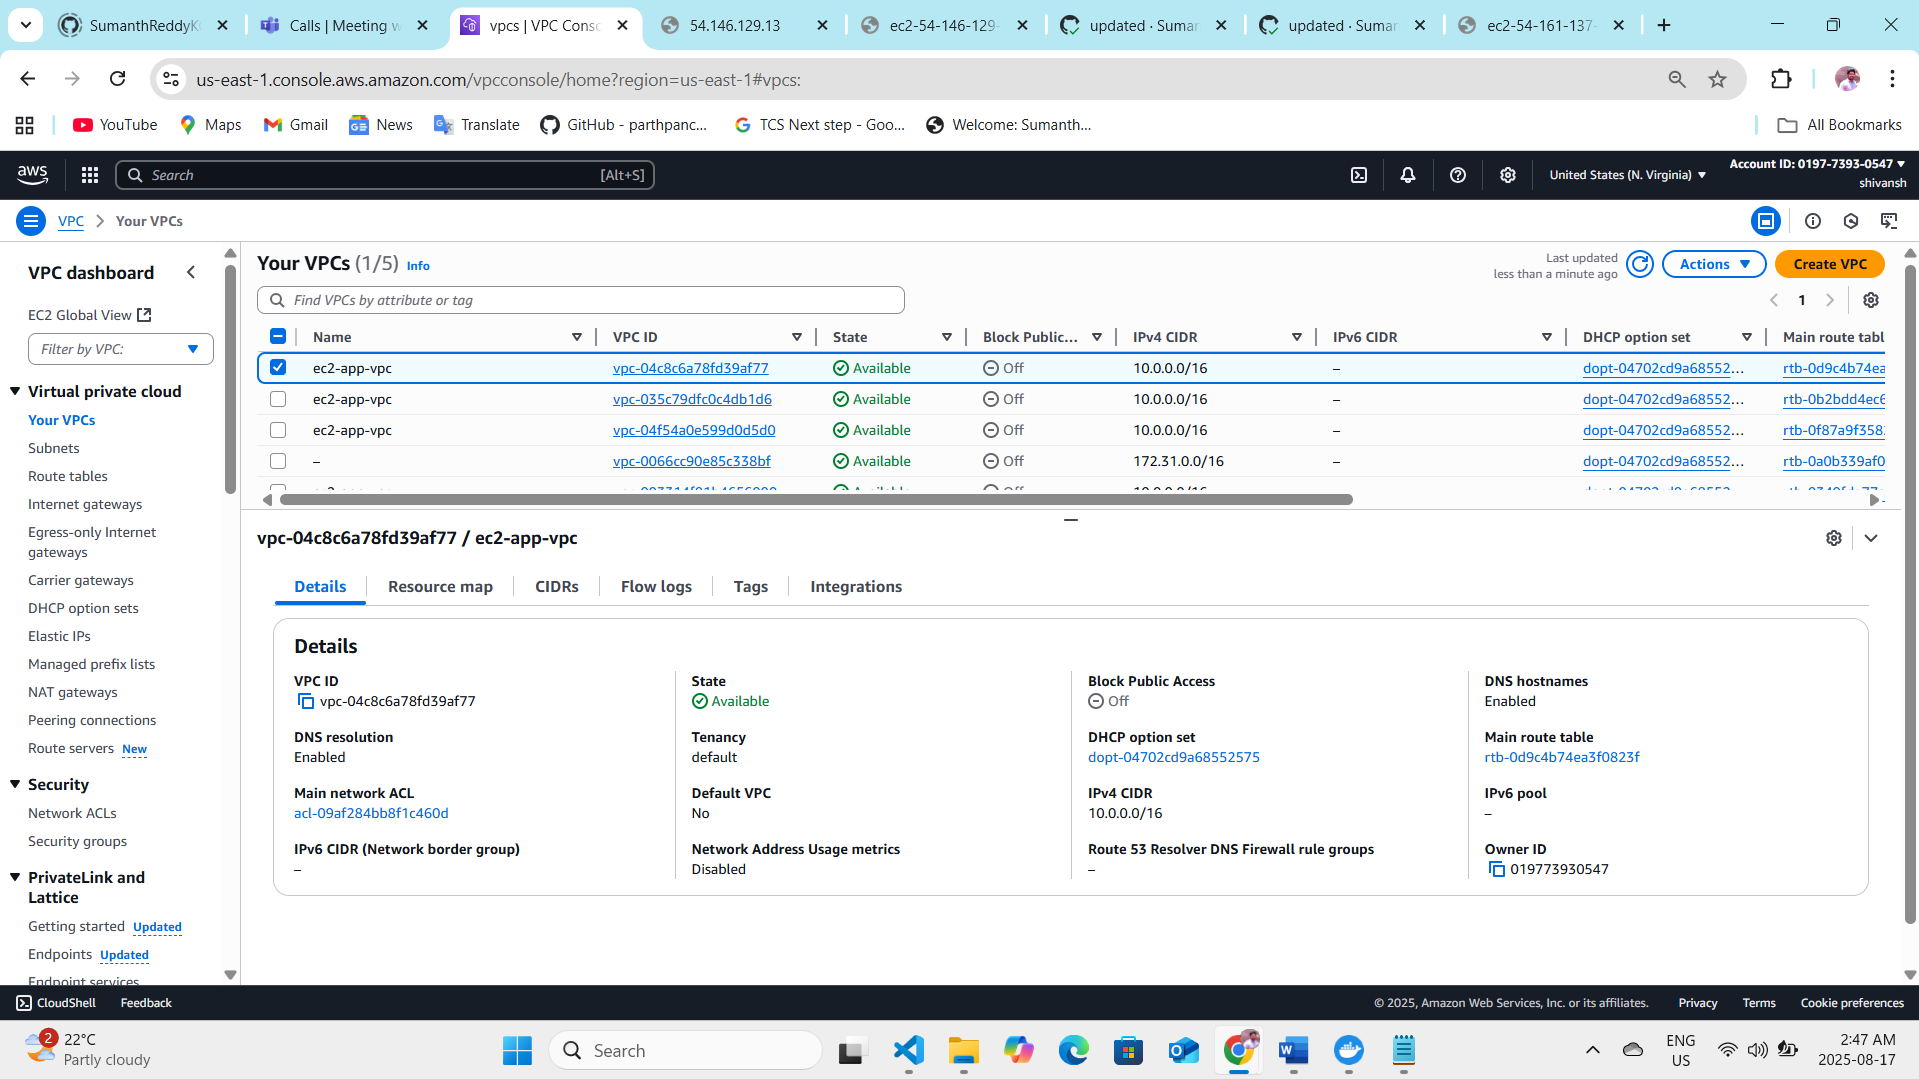 SumanthReddyK
Calls | Meeting w
vpcs | VPC Consc
54.146.129.13
ec2-54-146-129-
updated · Suman
updated · Suman
ec2-54-161-137-
us-east-1.console.aws.amazon.com/vpcconsole/home?region=us-east-1#vpcs:
YouTube
Maps
Gmail
News
Translate
GitHub - parthpanc...
TCS Next step - Goo...
Welcome: Sumanth...
All Bookmarks
aws
Search
[Alt+S]
United States (N. Virginia)
Account ID: 0197-7393-0547
shivansh
VPC
Your VPCs
VPC dashboard
EC2 Global View
Filter by VPC:
Virtual private cloud
Your VPCs
Subnets
Route tables
Internet gateways
Egress-only Internet
gateways
Carrier gateways
DHCP option sets
Elastic IPs
Managed prefix lists
NAT gateways
Peering connections
Route servers New
Security
Network ACLs
Security groups
PrivateLink and
Lattice
Getting started Updated
Endpoints Updated
Endpoint services
Your VPCs (1/5) Info
Last updated
less than a minute ago
Actions
Create VPC
Find VPCs by attribute or tag
1
Name VPC ID State Block Public... IPv4 CIDR IPv6 CIDR DHCP option set Main route tabl
ec2-app-vpc vpc-04c8c6a78fd39af77 Available Off 10.0.0.0/16 – dopt-04702cd9a68552... rtb-0d9c4b74ea
ec2-app-vpc vpc-035c79dfc0c4db1d6 Available Off 10.0.0.0/16 – dopt-04702cd9a68552... rtb-0b2bdd4ec6
ec2-app-vpc vpc-04f54a0e599d0d5d0 Available Off 10.0.0.0/16 – dopt-04702cd9a68552... rtb-0f87a9f358
– vpc-0066cc90e85c338bf Available Off 172.31.0.0/16 – dopt-04702cd9a68552... rtb-0a0b339af0
vpc-04c8c6a78fd39af77 / ec2-app-vpc
Details
Resource map
CIDRs
Flow logs
Tags
Integrations
Details
VPC ID
vpc-04c8c6a78fd39af77
State
Available
Block Public Access
Off
DNS hostnames
Enabled
DNS resolution
Enabled
Tenancy
default
DHCP option set
dopt-04702cd9a68552575
Main route table
rtb-0d9c4b74ea3f0823f
Main network ACL
acl-09af284bb8f1c460d
Default VPC
No
IPv4 CIDR
10.0.0.0/16
IPv6 pool
–
IPv6 CIDR (Network border group)
–
Network Address Usage metrics
Disabled
Route 53 Resolver DNS Firewall rule groups
–
Owner ID
019773930547
CloudShell
Feedback
© 2025, Amazon Web Services, Inc. or its affiliates.
Privacy
Terms
Cookie preferences
2
22°C
Partly cloudy
Search
ENG
US
2:47 AM
2025-08-17